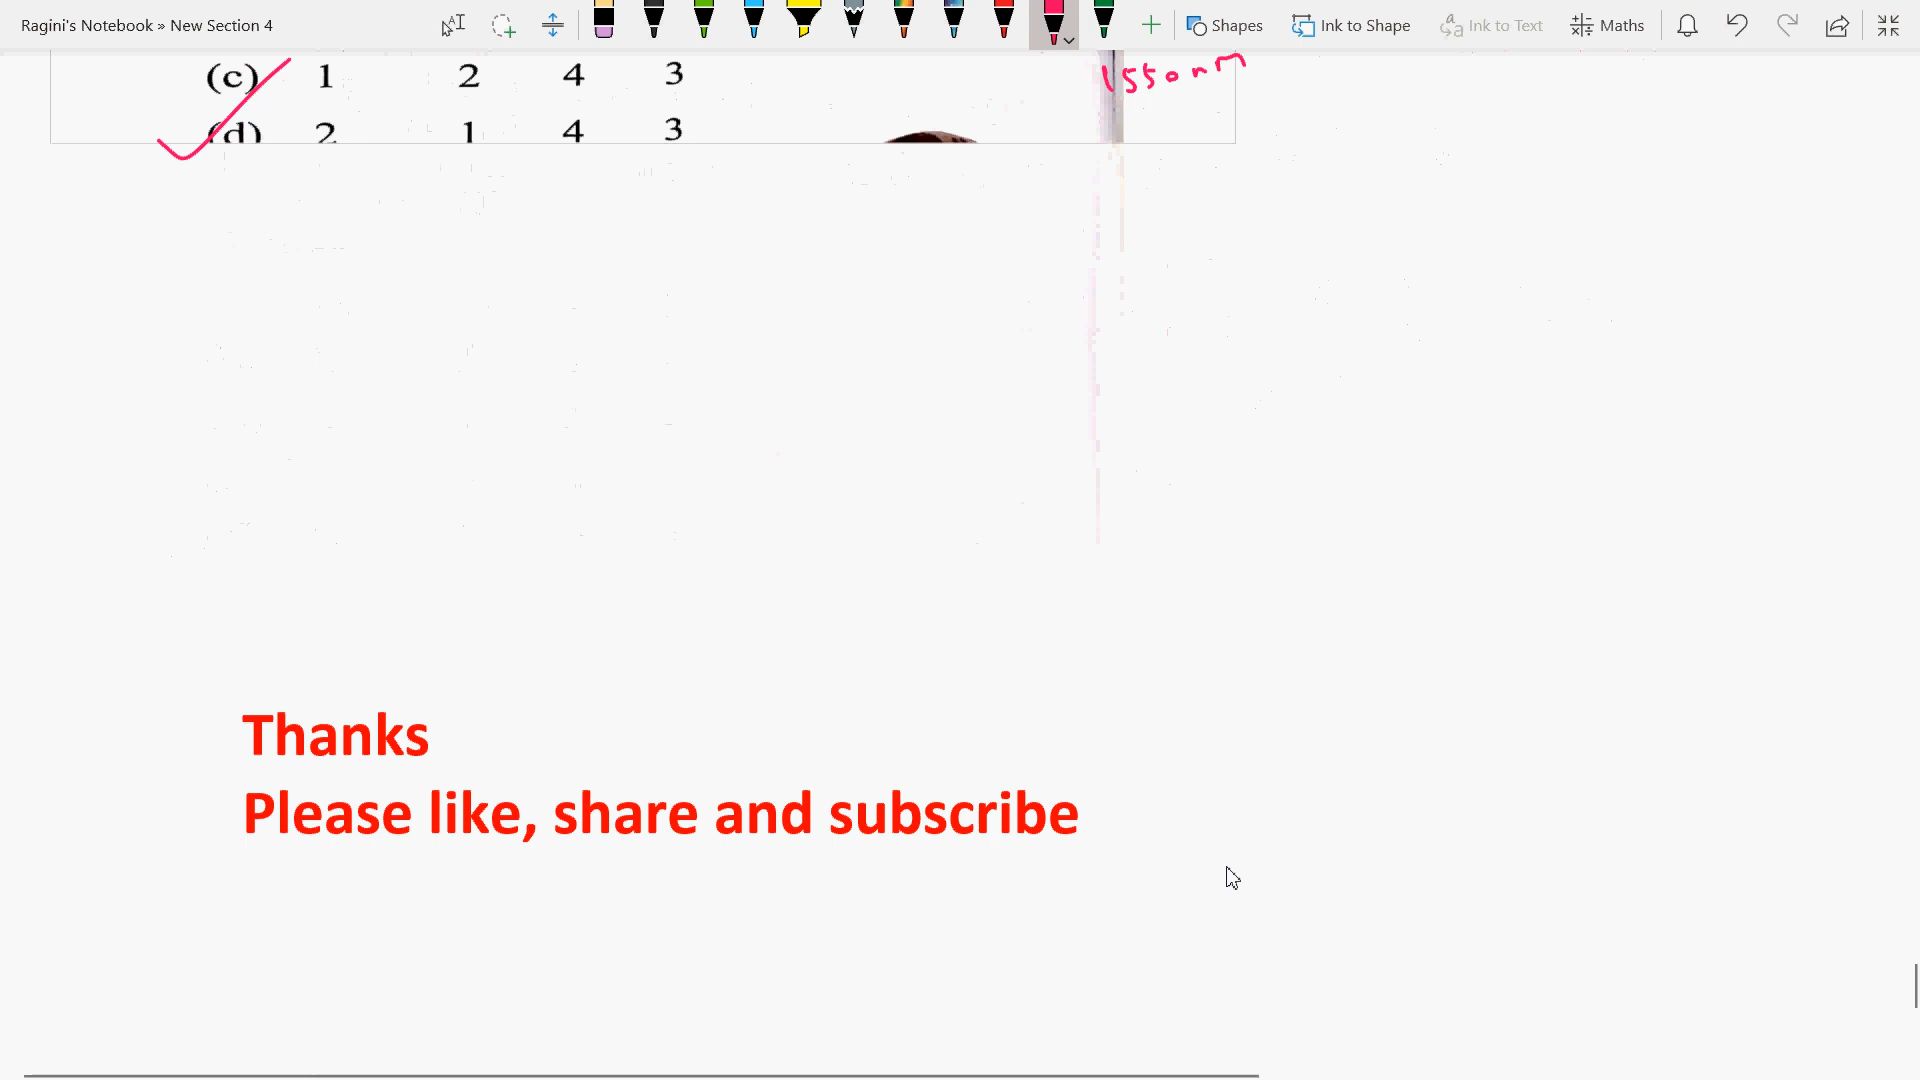 Ragini's Notebook » New Section 4
Shapes
Ink to Shape
Ink to Text
Maths
(c) 1 2 4 3
1550nm
(d) 2 1 4 3
Thanks
Please like, share and subscribe